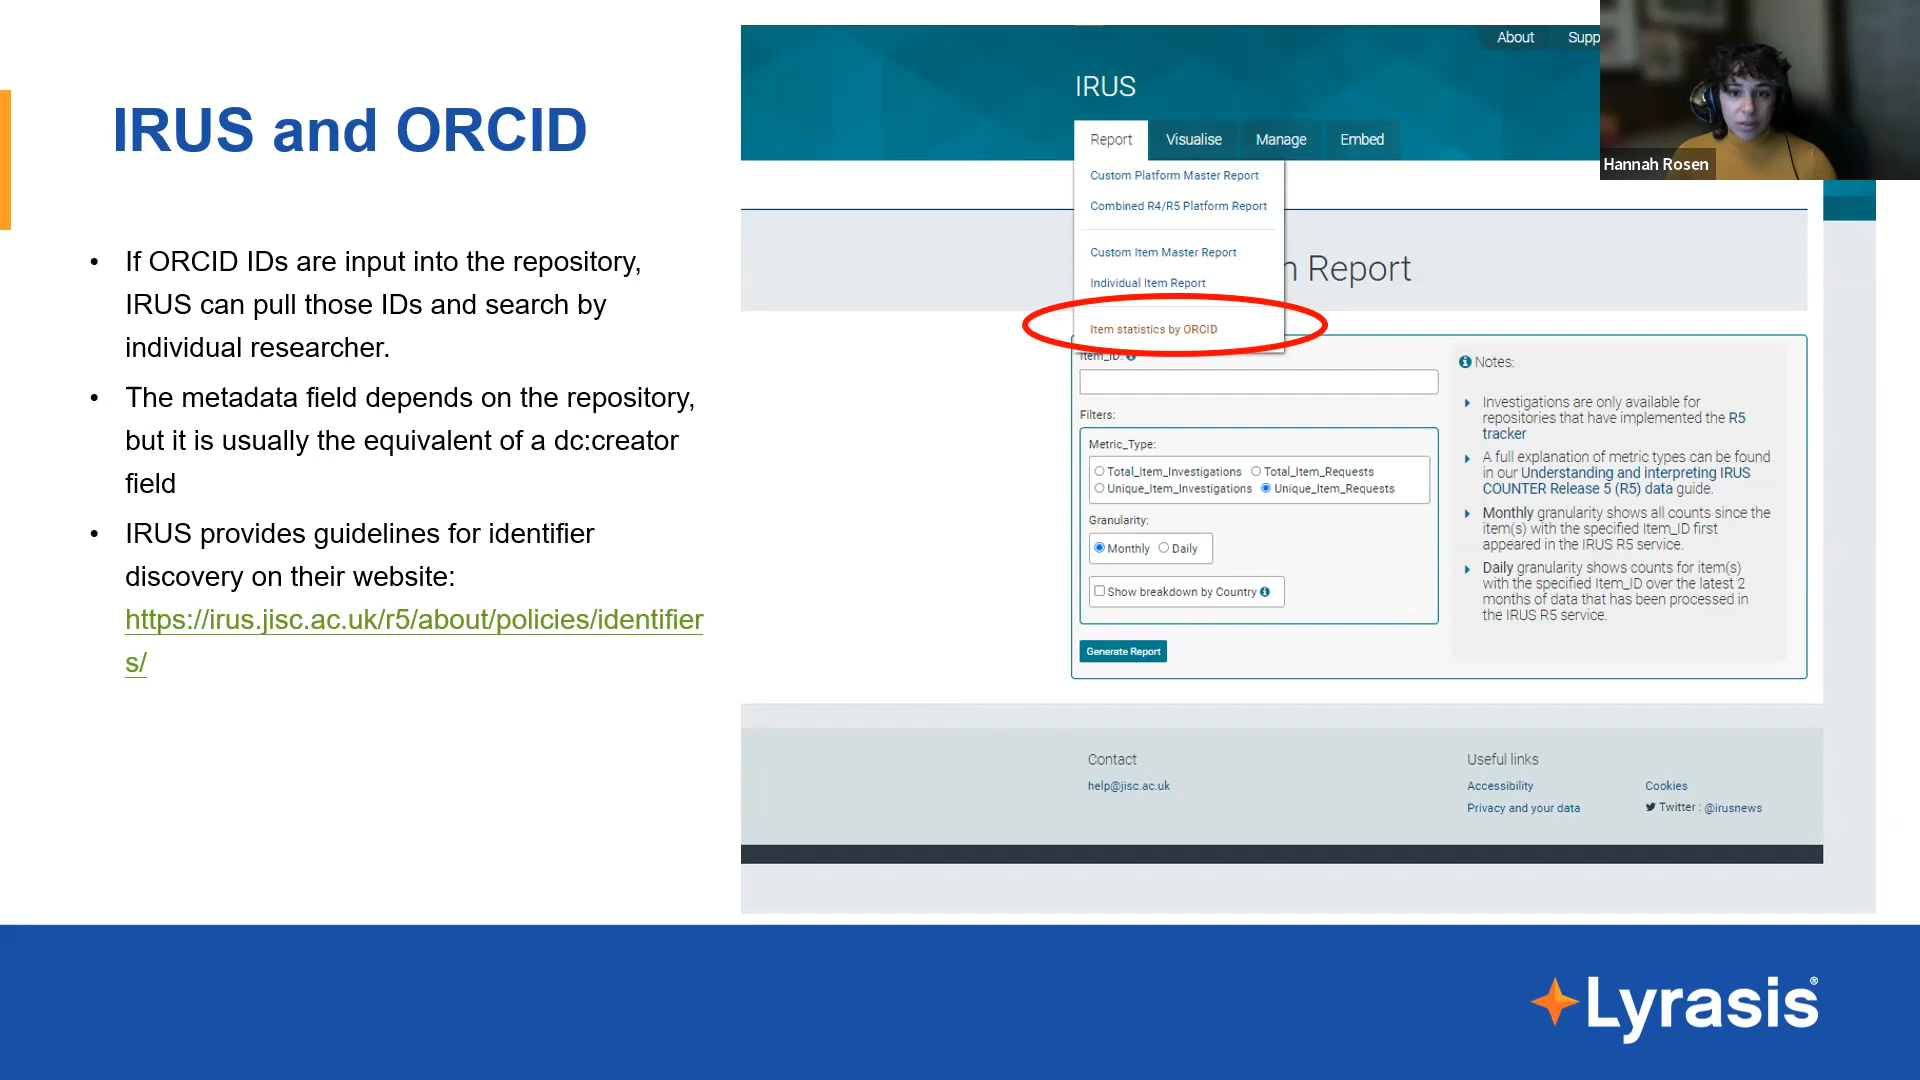 IRUS and ORCID
• If ORCID IDs are input into the repository,
IRUS can pull those IDs and search by
individual researcher.
• The metadata field depends on the repository,
but it is usually the equivalent of a dc:creator
field
• IRUS provides guidelines for identifier
discovery on their website:
https://irus.jisc.ac.uk/r5/about/policies/identifier
s/
About Supp
IRUS
Report Visualise Manage Embed
Custom Platform Master Report
Combined R4/R5 Platform Report
Custom Item Master Report
Individual Item Report
Item statistics by ORCID
Report
Item_ID:
Filters:
Metric_Type:
Total_Item_Investigations Total_Item_Requests
Unique_Item_Investigations Unique_Item_Requests
Granularity:
Monthly Daily
Show breakdown by Country
Generate Report
Notes:
Investigations are only available for
repositories that have implemented the R5
tracker
A full explanation of metric types can be found
in our Understanding and interpreting IRUS
COUNTER Release 5 (R5) data guide.
Monthly granularity shows all counts since the
item(s) with the specified Item_ID first
appeared in the IRUS R5 service.
Daily granularity shows counts for item(s)
with the specified Item_ID over the latest 2
months of data that has been processed in
the IRUS R5 service.
Contact
help@jisc.ac.uk
Useful links
Accessibility Cookies
Privacy and your data Twitter : @irusnews
Hannah Rosen
Lyrasis®